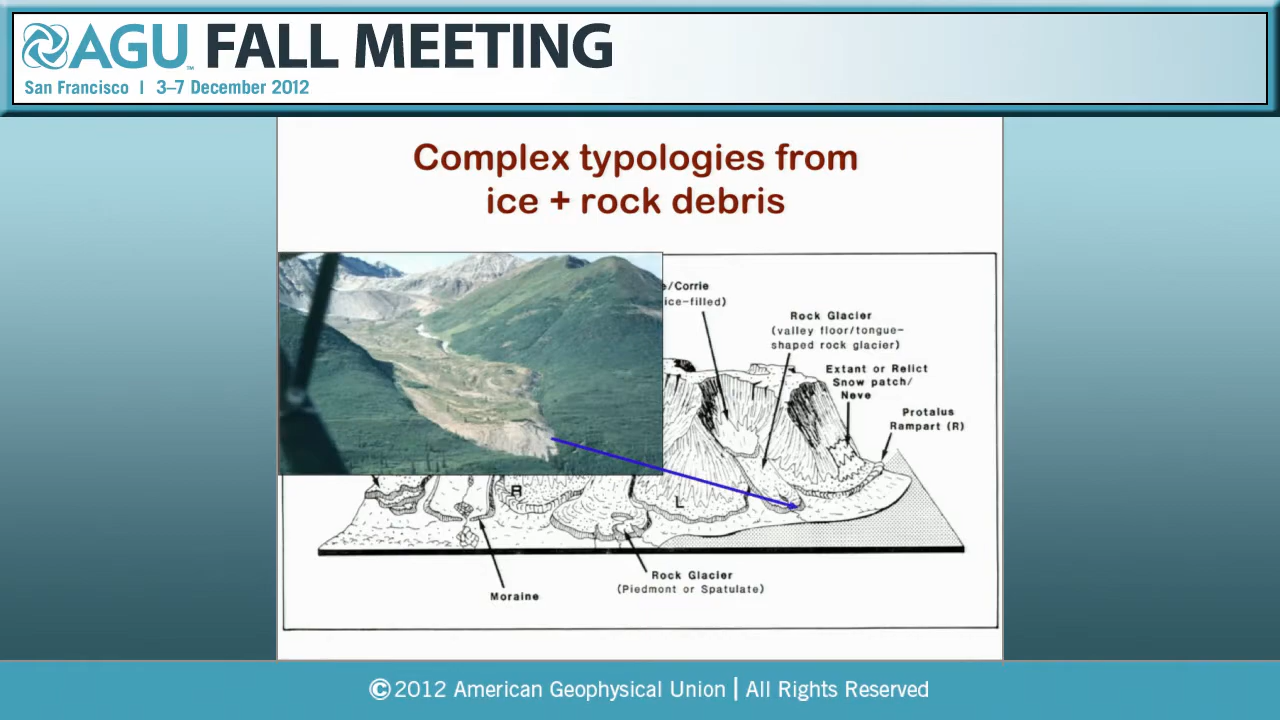 AGU FALL MEETING
San Francisco | 3–7 December 2012
Complex typologies from
ice + rock debris
e/Corrie
ice-filled)
Rock Glacier
(valley floor/tongue-
shaped rock glacier)
Extant or Relict
Snow patch/
Neve
Protalus
Rampart (R)
R
L
Rock Glacier
(Piedmont or Spatulate)
Moraine
©2012 American Geophysical Union | All Rights Reserved